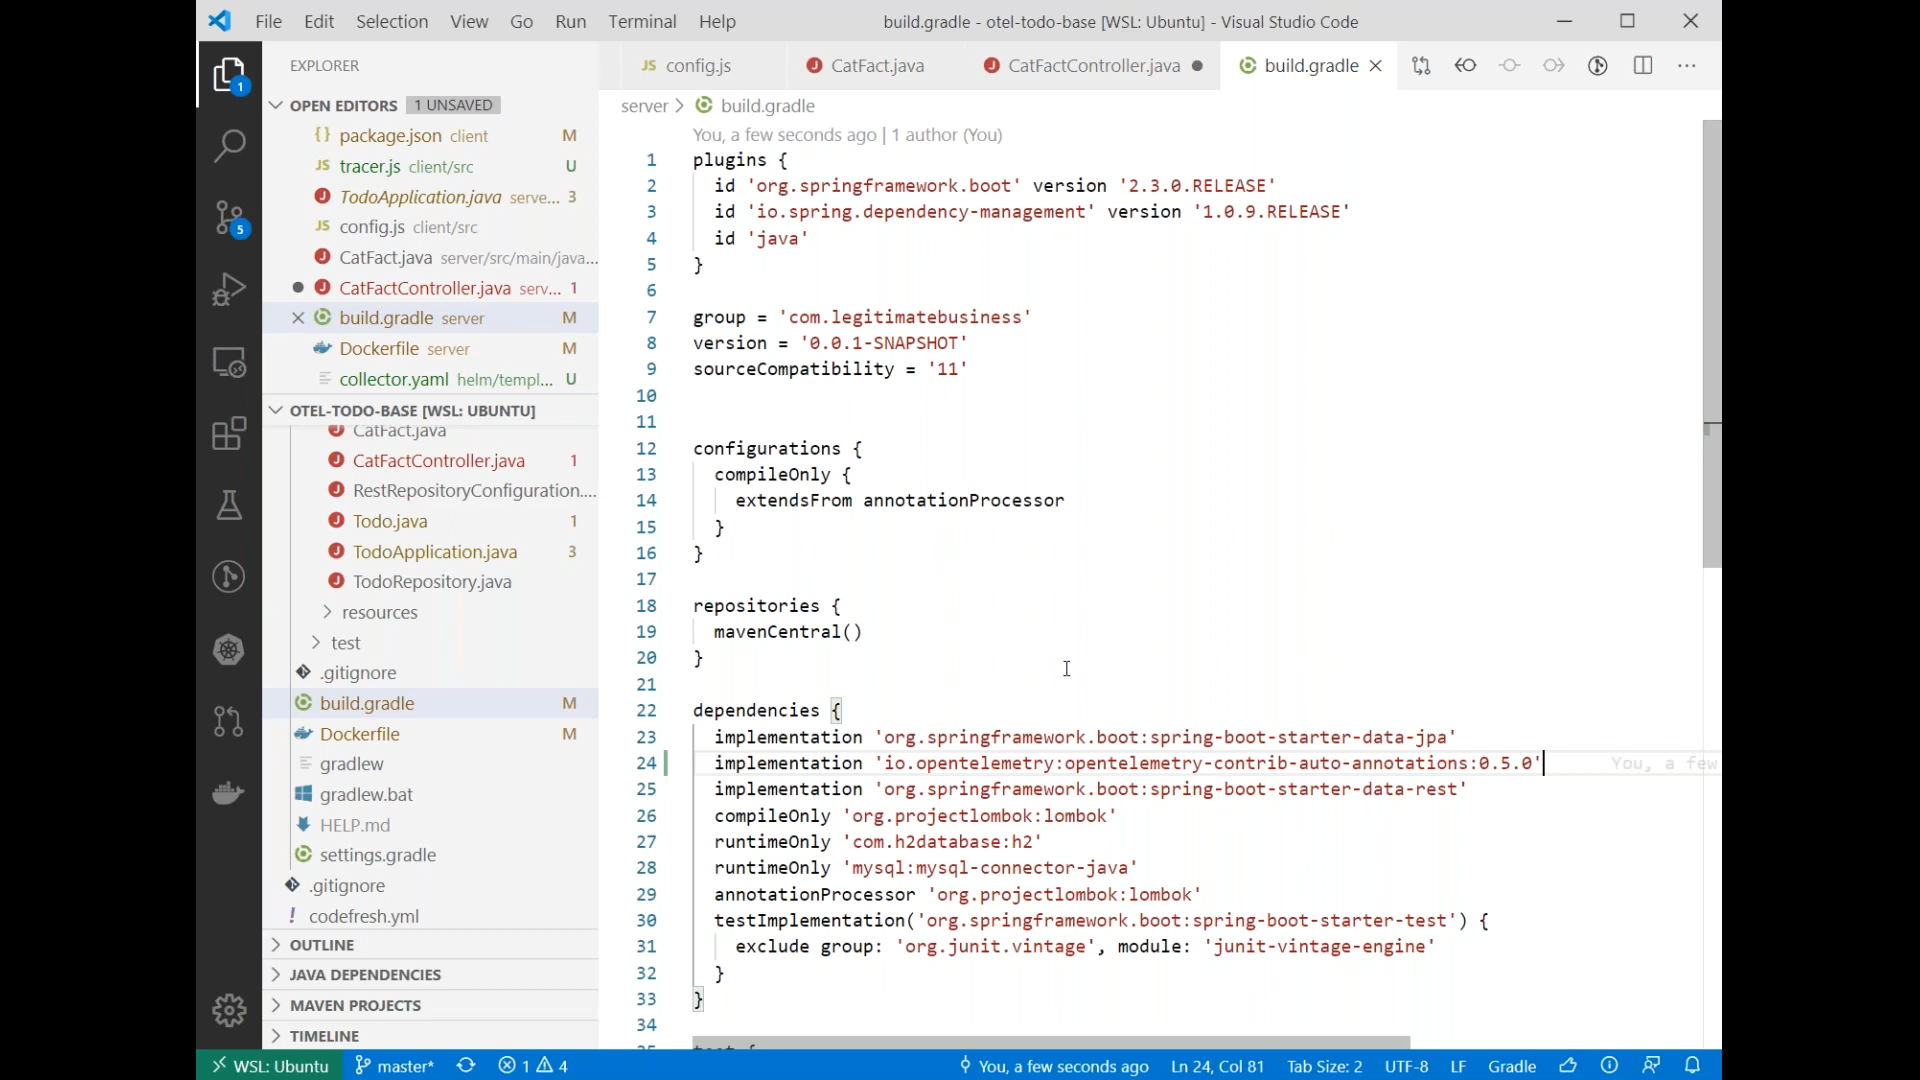 File Edit Selection View Go Run Terminal Help
build.gradle - otel-todo-base [WSL: Ubuntu] - Visual Studio Code
EXPLORER
JS config.js
J CatFact.java
J CatFactController.java
build.gradle
OPEN EDITORS 1 UNSAVED
{} package.json client M
JS tracer.js client/src U
J TodoApplication.java serve... 3
JS config.js client/src
J CatFact.java server/src/main/java...
J CatFactController.java serv... 1
build.gradle server M
Dockerfile server M
collector.yaml helm/templ... U
OTEL-TODO-BASE [WSL: UBUNTU]
J CatFact.java
J CatFactController.java 1
J RestRepositoryConfiguration....
J Todo.java 1
J TodoApplication.java 3
J TodoRepository.java
resources
test
.gitignore
build.gradle M
Dockerfile M
gradlew
gradlew.bat
HELP.md
settings.gradle
.gitignore
! codefresh.yml
OUTLINE
JAVA DEPENDENCIES
MAVEN PROJECTS
TIMELINE
1
5
server > build.gradle
You, a few seconds ago | 1 author (You)
1 plugins {
2 id 'org.springframework.boot' version '2.3.0.RELEASE'
3 id 'io.spring.dependency-management' version '1.0.9.RELEASE'
4 id 'java'
5 }
6
7 group = 'com.legitimatebusiness'
8 version = '0.0.1-SNAPSHOT'
9 sourceCompatibility = '11'
10
11
12 configurations {
13 compileOnly {
14 extendsFrom annotationProcessor
15 }
16 }
17
18 repositories {
19 mavenCentral()
20 }
21
22 dependencies {
23 implementation 'org.springframework.boot:spring-boot-starter-data-jpa'
24 implementation 'io.opentelemetry:opentelemetry-contrib-auto-annotations:0.5.0' You, a few
25 implementation 'org.springframework.boot:spring-boot-starter-data-rest'
26 compileOnly 'org.projectlombok:lombok'
27 runtimeOnly 'com.h2database:h2'
28 runtimeOnly 'mysql:mysql-connector-java'
29 annotationProcessor 'org.projectlombok:lombok'
30 testImplementation('org.springframework.boot:spring-boot-starter-test') {
31 exclude group: 'org.junit.vintage', module: 'junit-vintage-engine'
32 }
33 }
34
WSL: Ubuntu master* 1 4
You, a few seconds ago Ln 24, Col 81 Tab Size: 2 UTF-8 LF Gradle